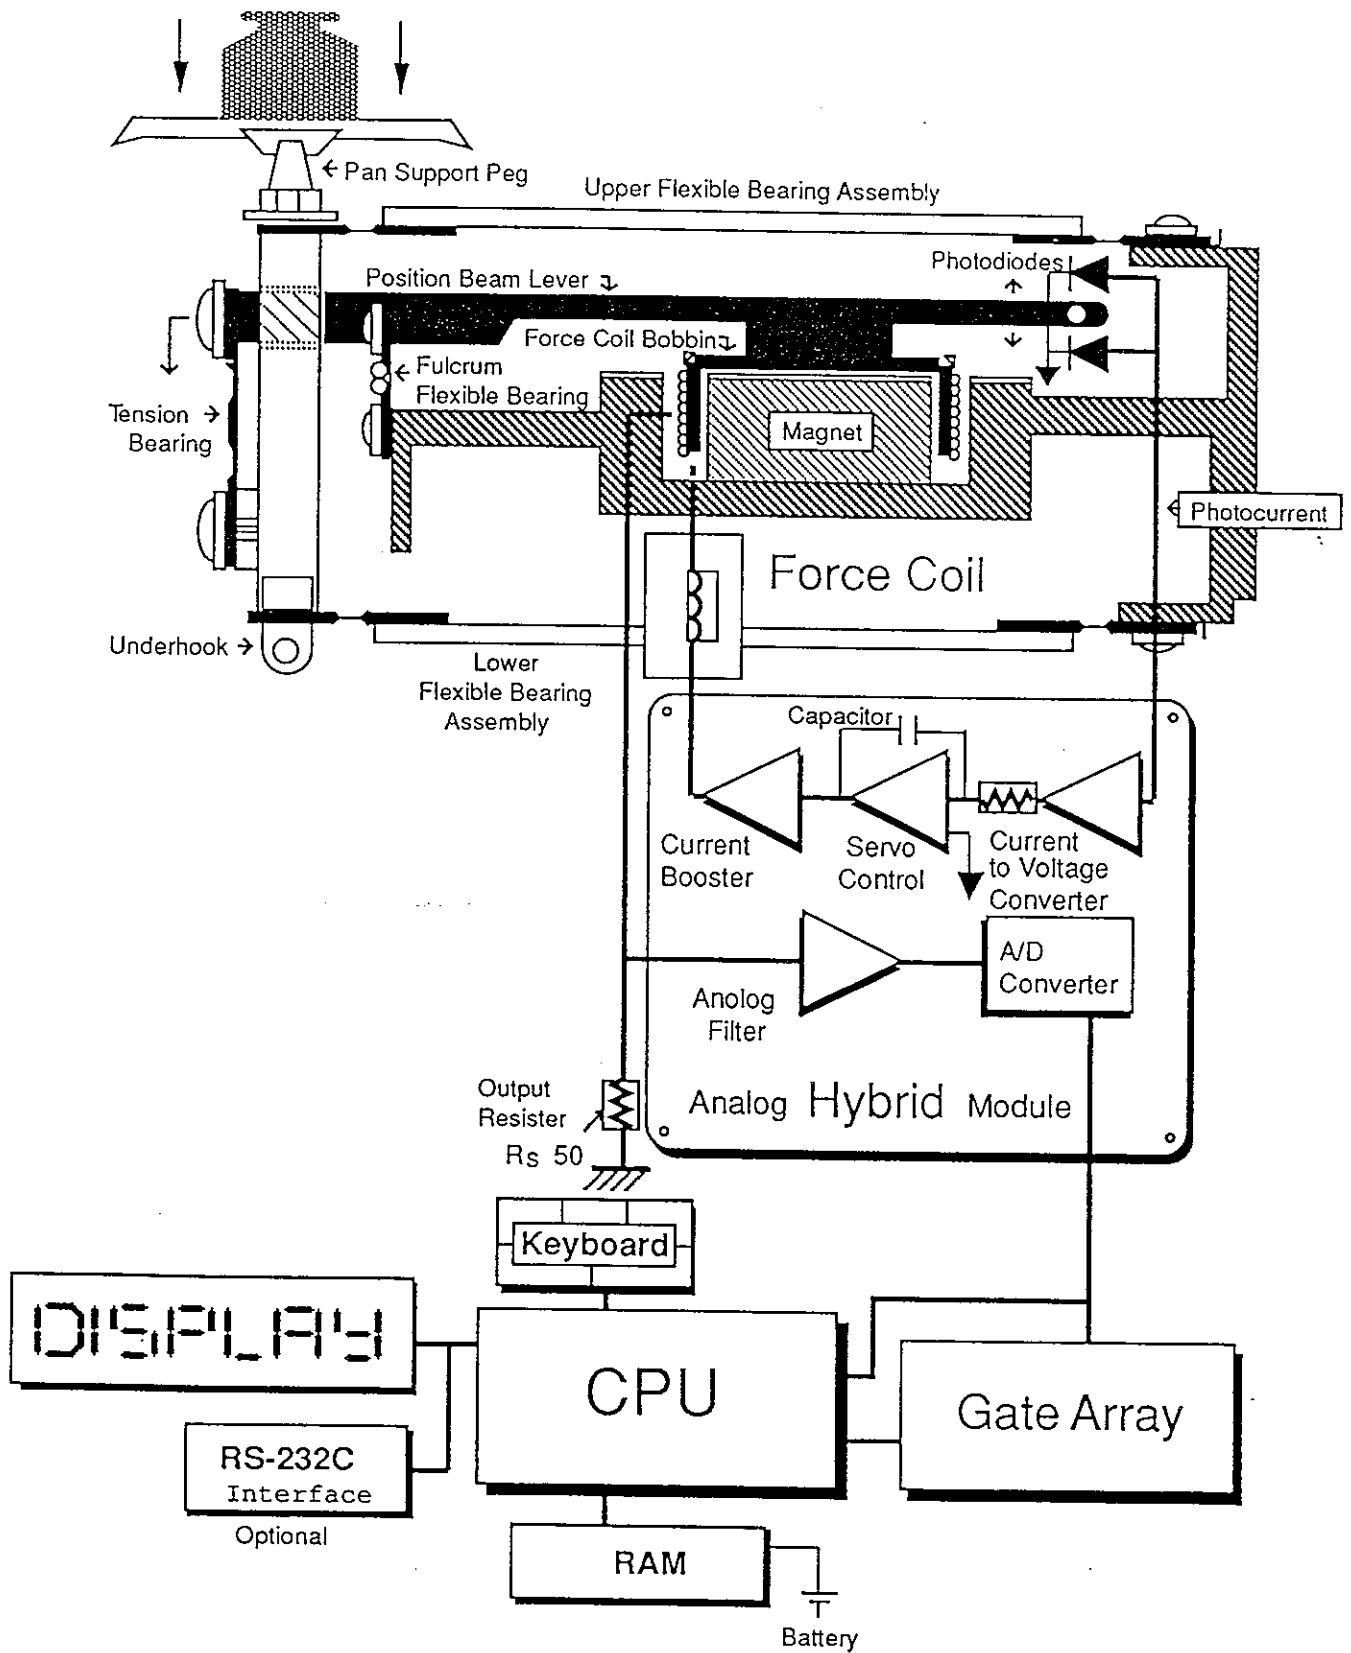 Pan Support Peg
Upper Flexible Bearing Assembly
Photodiodes
Position Beam Lever
Force Coil Bobbin
Fulcrum
Flexible Bearing
Tension
Bearing
Magnet
Photocurrent
Force Coil
Underhook
Lower
Flexible Bearing
Assembly
Capacitor
Current
Booster
Servo
Control
Current
to Voltage
Converter
A/D
Converter
Anolog
Filter
Output
Resister
Rs 50
Analog Hybrid Module
Keyboard
DISPLAY
CPU
Gate Array
RS-232C
Interface
Optional
RAM
Battery